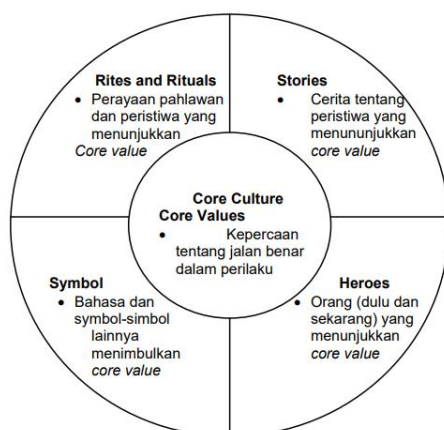 Rites and Rituals
• Perayaan pahlawan
dan peristiwa yang
menunjukkan
Core value
Stories
• Cerita tentang
peristiwa yang
menununjukkan
core value
Core Culture
Core Values
• Kepercaan
tentang jalan benar
dalam perilaku
Symbol
• Bahasa dan
symbol-simbol
lainnya
menimbulkan
core value
Heroes
• Orang (dulu dan
sekarang) yang
menunjukkan
core value